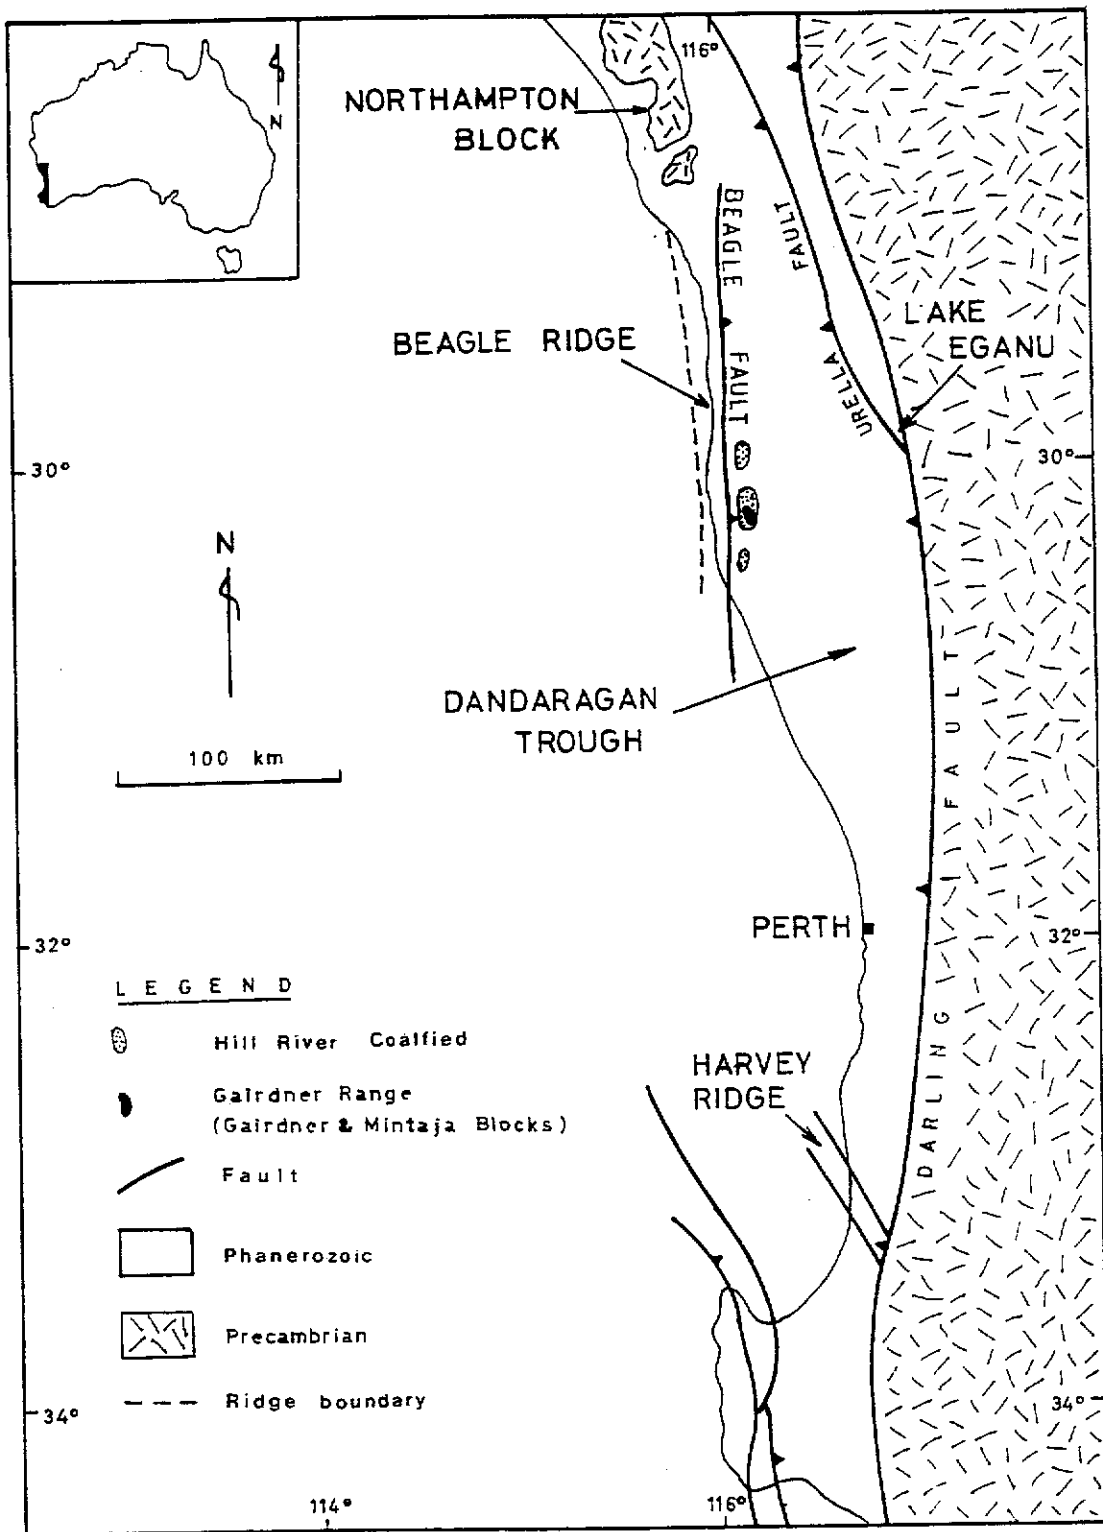 N
116°
NORTHAMPTON
BLOCK
BEAGLE FAULT
FAULT
URELLA
LAKE
EGANU
BEAGLE RIDGE
30°
30°
N
DANDARAGAN
TROUGH
100 km
DARLING FAULT
PERTH
32°
32°
LEGEND
Hill River Coalfied
Gairdner Range
(Gairdner & Mintaja Blocks)
Fault
Phanerozoic
Precambrian
Ridge boundary
HARVEY
RIDGE
34°
34°
114°
116°